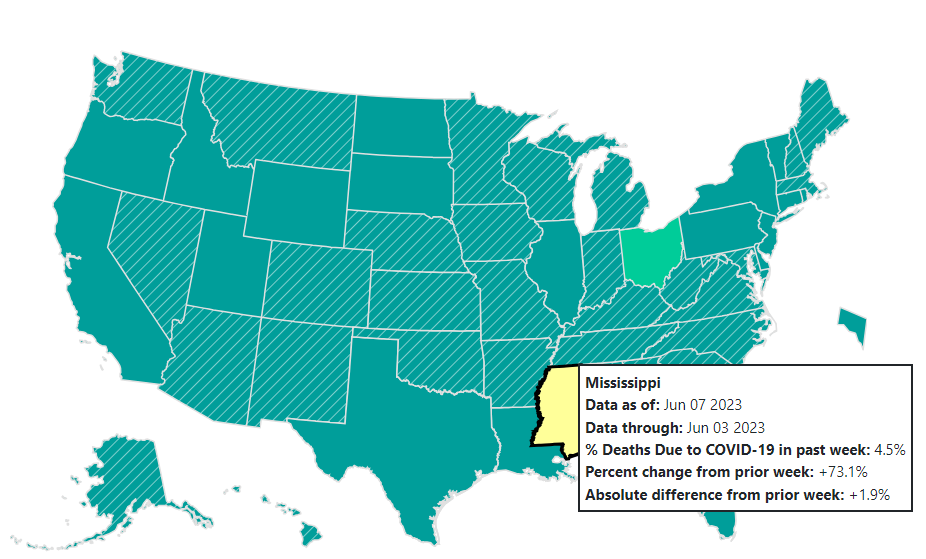 Mississippi
Data as of: Jun 07 2023
Data through: Jun 03 2023
% Deaths Due to COVID-19 in past week: 4.5%
Percent change from prior week: +73.1%
Absolute difference from prior week: +1.9%